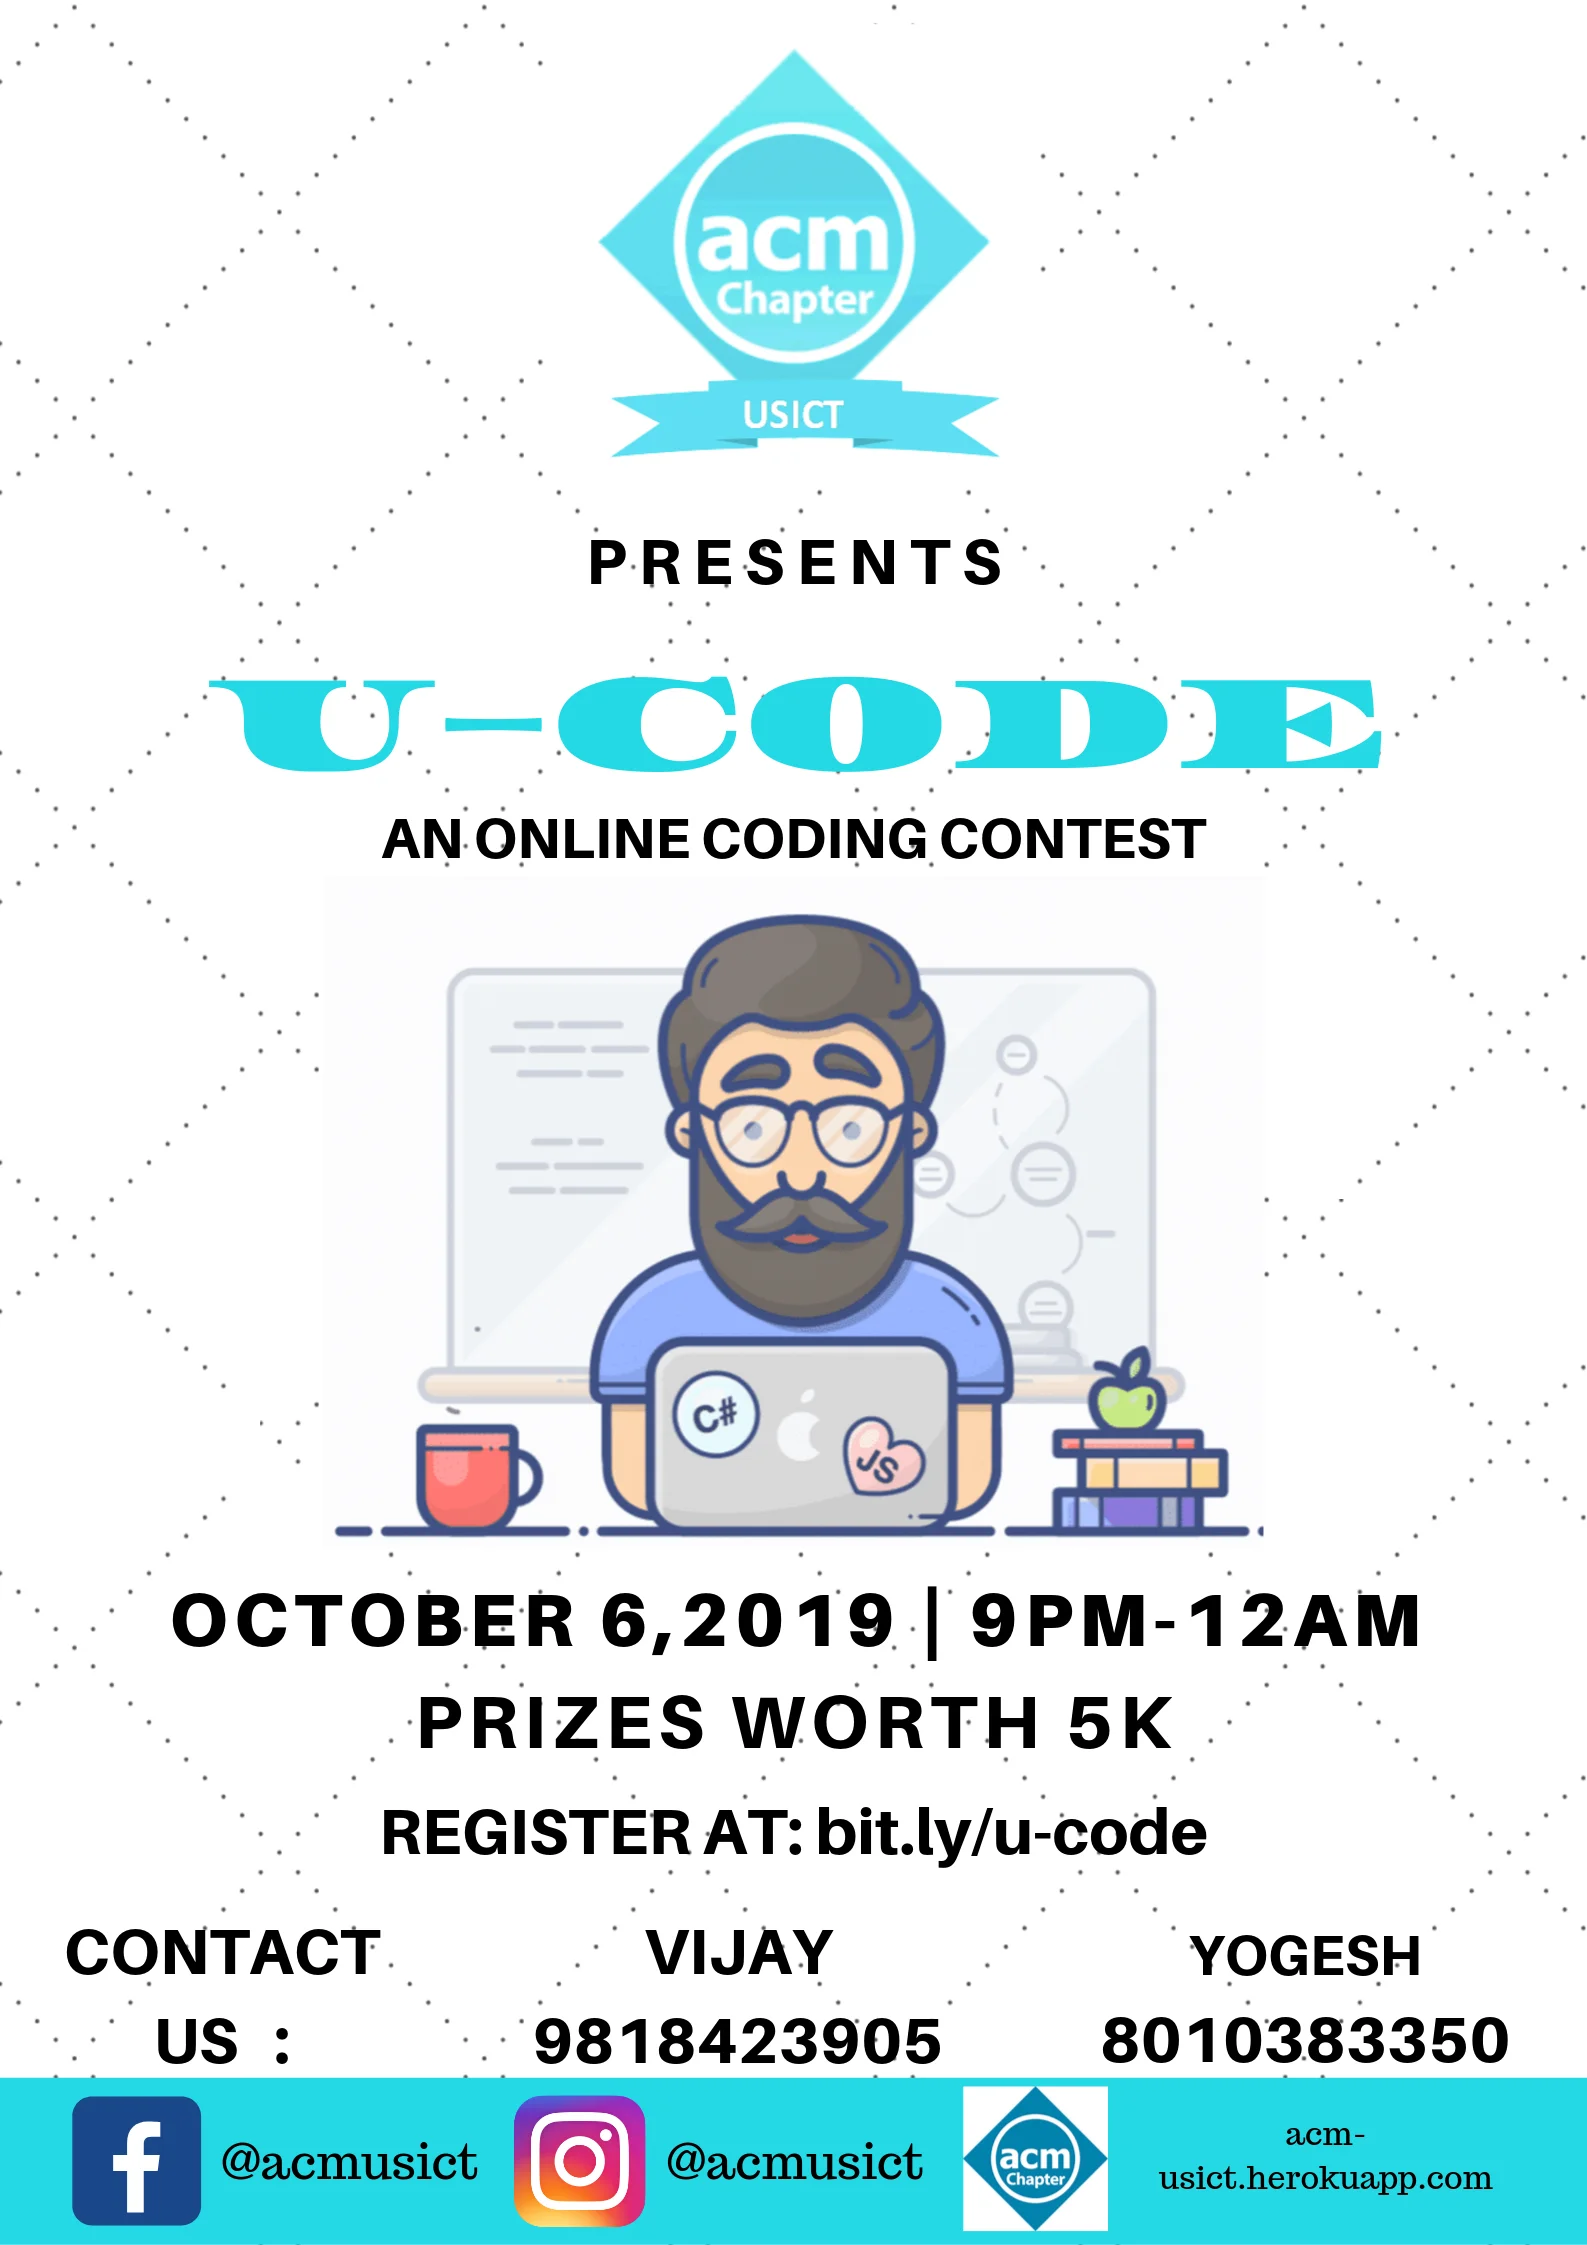 acm
Chapter
USICT
PRESENTS
U-CODE
AN ONLINE CODING CONTEST
C#
JS
OCTOBER 6,2019 | 9PM-12AM
PRIZES WORTH 5K
REGISTER AT: bit.ly/u-code
CONTACT
US :
VIJAY
9818423905
YOGESH
8010383350
@acmusict
@acmusict
acm
Chapter
acm-
usict.herokuapp.com